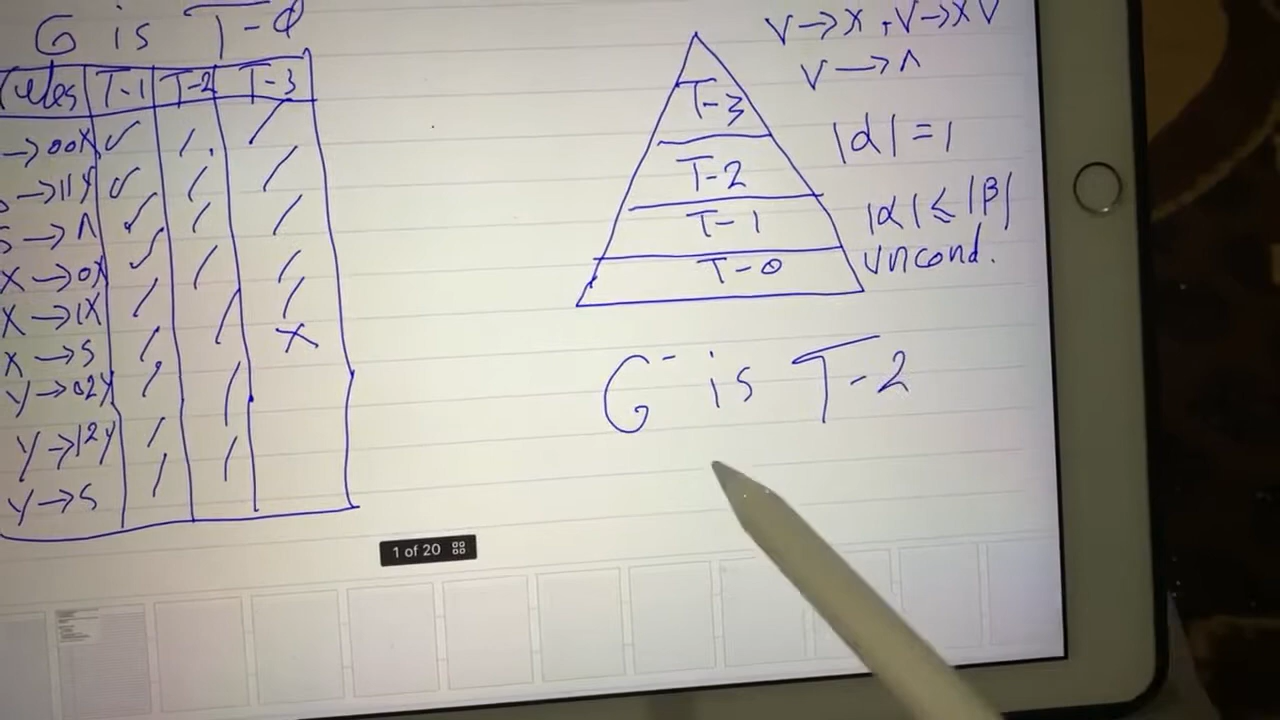 G is T-0
rules T-1 T-2 T-3
→00X ✓ / /
→11Y ✓ / /
S→Λ ✓ / /
X→0X ✓ / /
X→1X / / /
X→S / / X
Y→02Y / /
Y→12Y / /
Y→S / /
V→X, V→XV
V→Λ
T-3
|α|=1
T-2
|α|≤|β|
T-1
uncond.
T-0
G is T-2
1 of 20